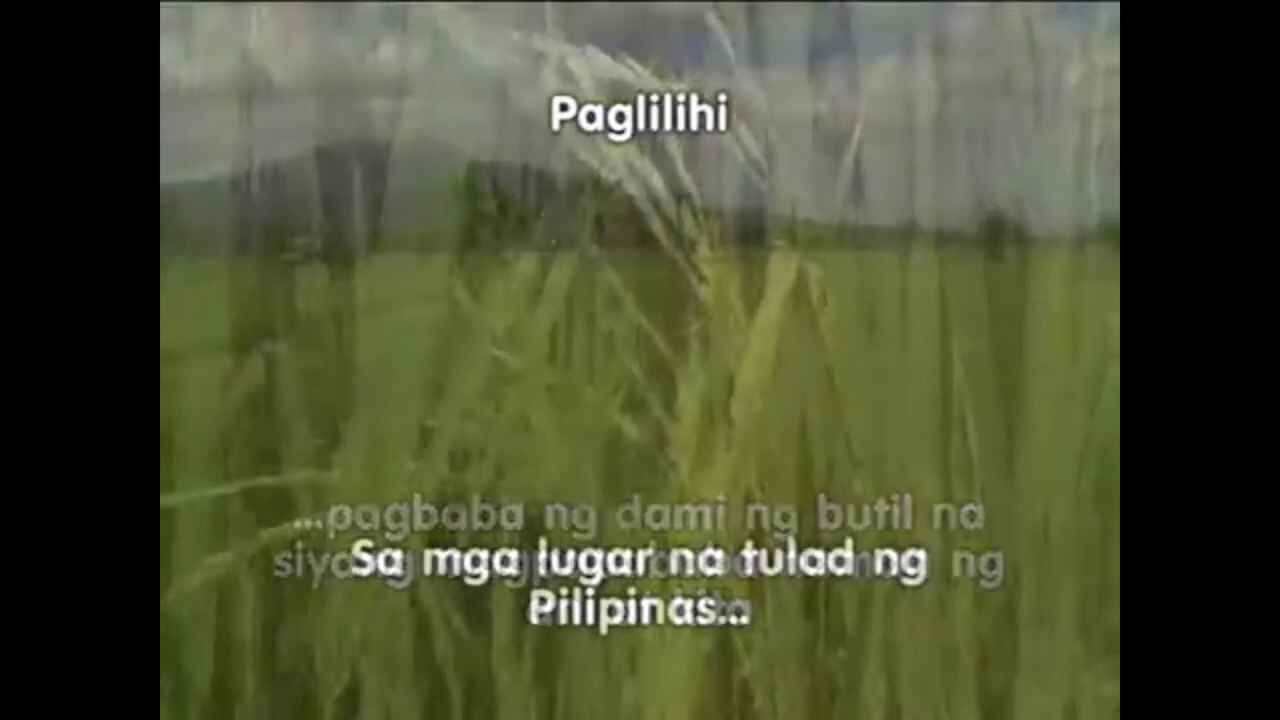 Paglilihi
...pagbaba ng dami ng butil na
Sa mga lugar na tulad ng
Pilipinas...